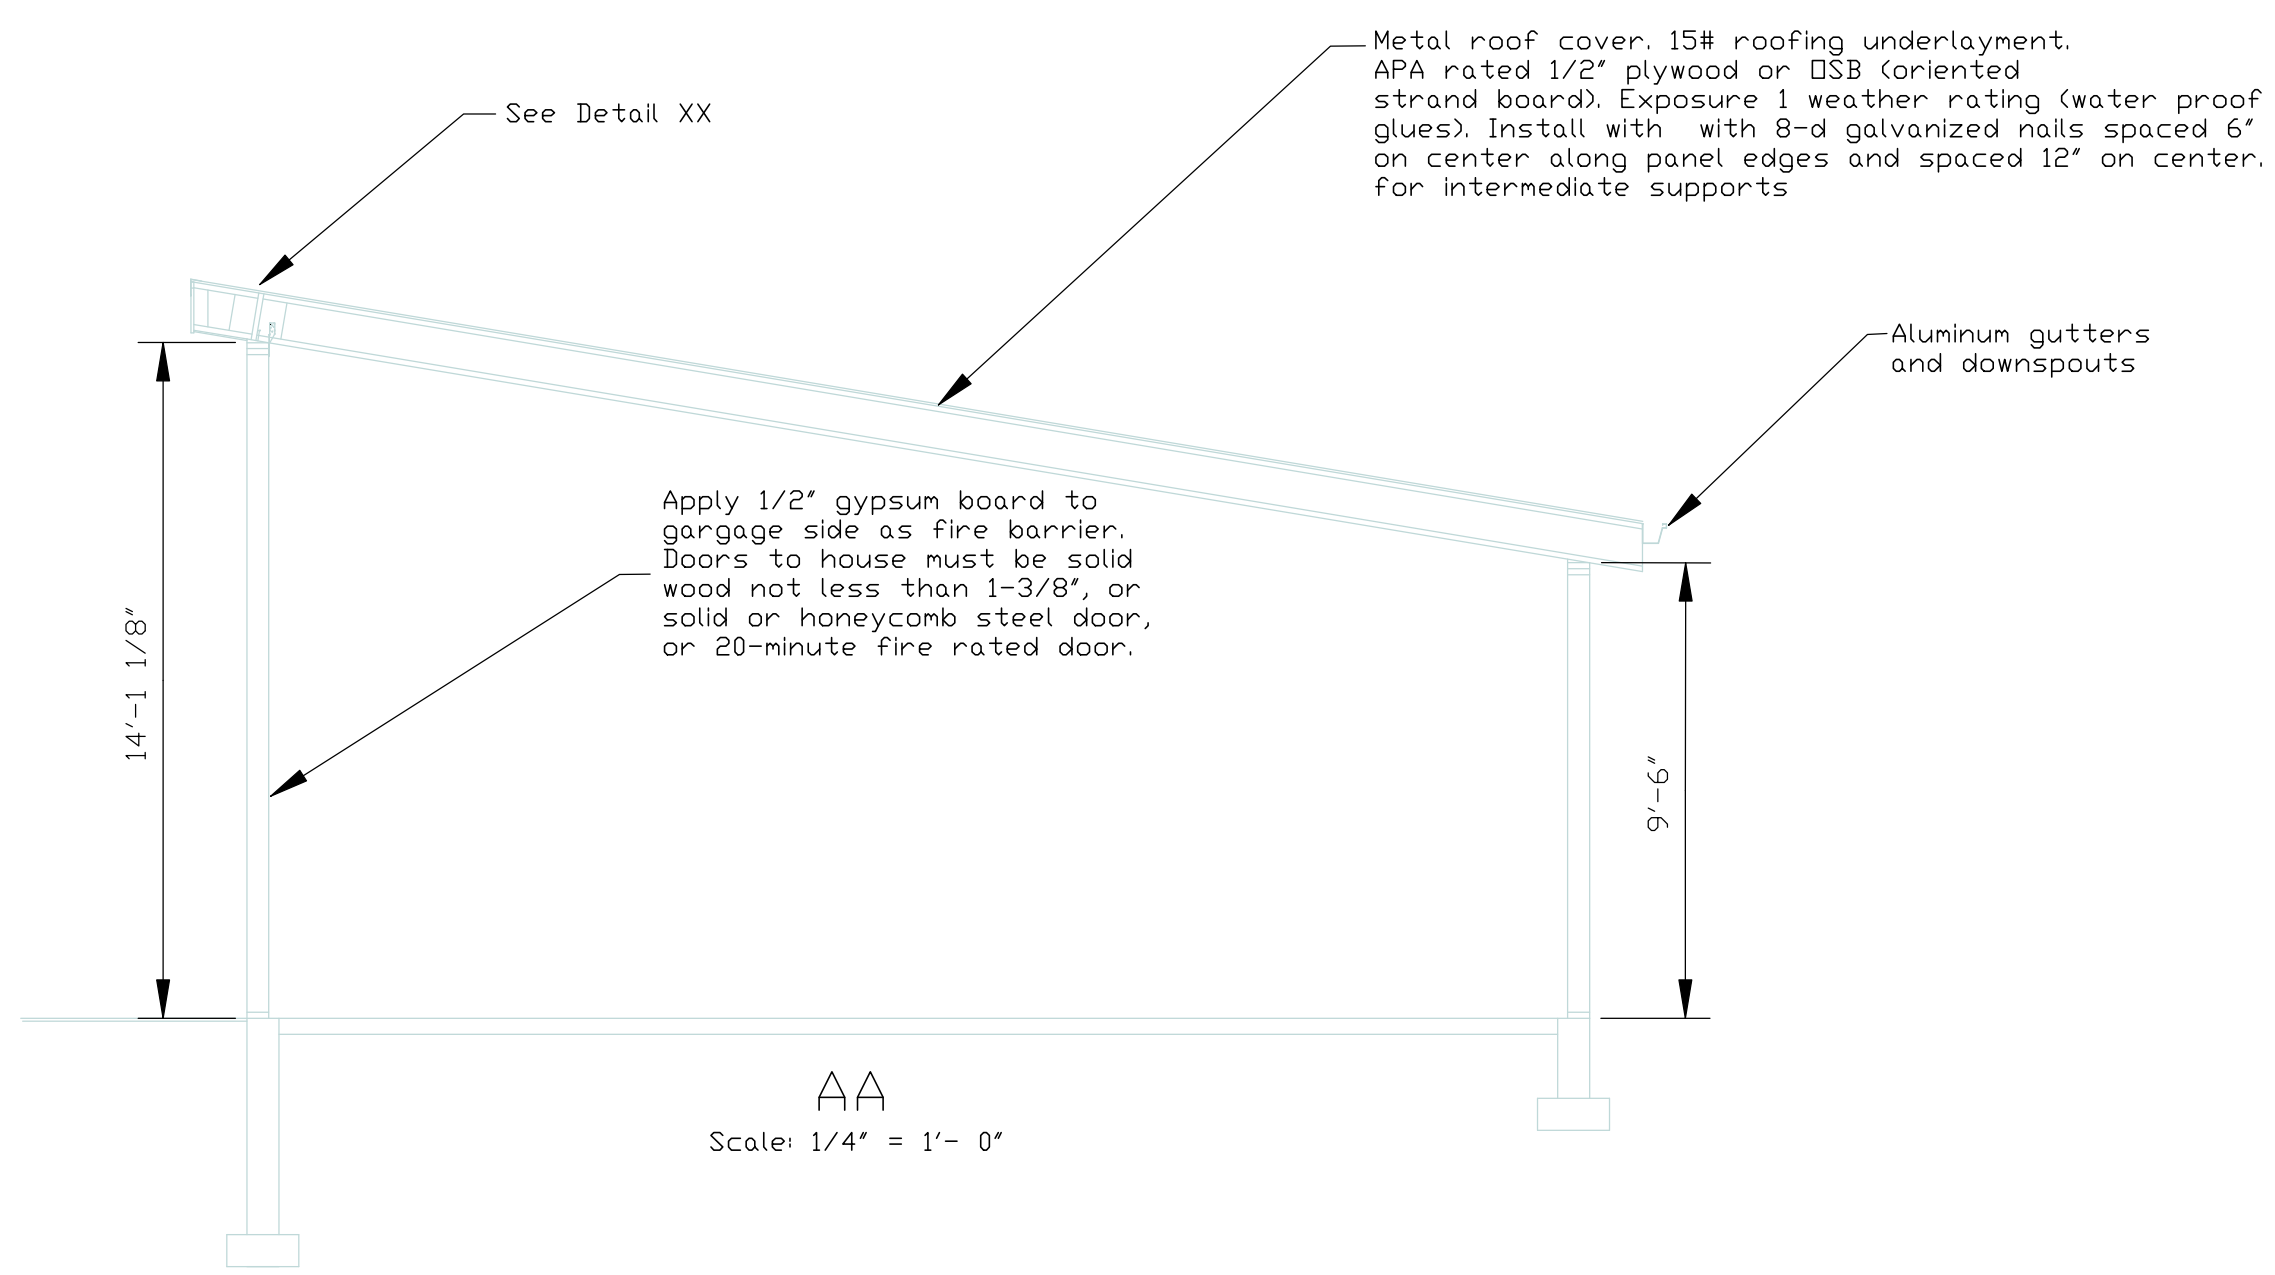 See Detail XX
Metal roof cover. 15# roofing underlayment.
APA rated 1/2" plywood or OSB (oriented
strand board). Exposure 1 weather rating (water proof
glues). Install with  with 8-d galvanized nails spaced 6"
on center along panel edges and spaced 12" on center.
for intermediate supports
Aluminum gutters
and downspouts
Apply 1/2" gypsum board to
gargage side as fire barrier.
Doors to house must be solid
wood not less than 1-3/8", or
solid or honeycomb steel door,
or 20-minute fire rated door.
14'-1 1/8"
9'-6"
AA
Scale: 1/4" = 1'- 0"